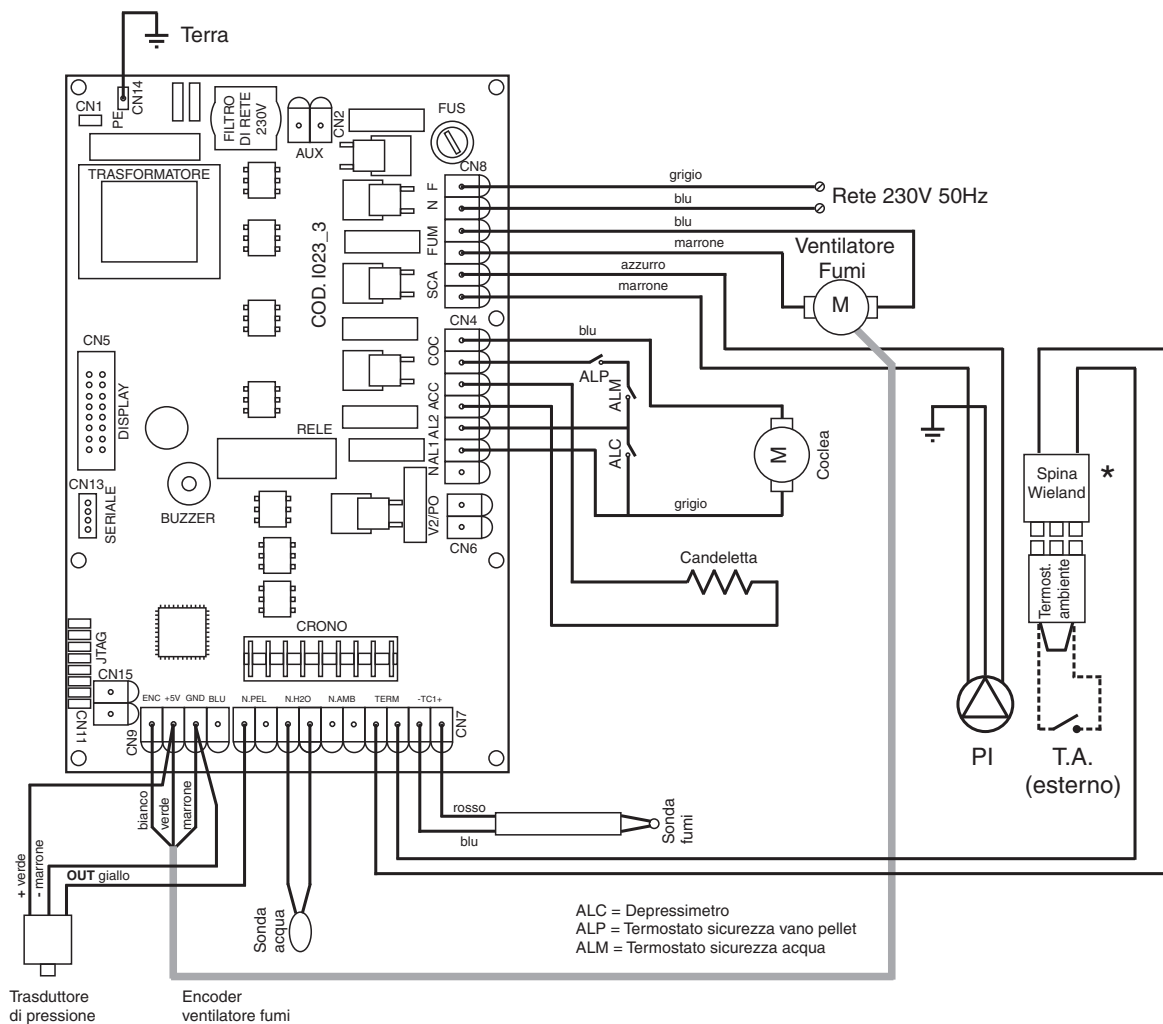 Terra
CN1
PE
CN14
FILTRO
DI RETE
230V
CN2
AUX
FUS
CN8
TRASFORMATORE
F
N
FUM
SCA
COD. I023_3
grigio
blu
Rete 230V 50Hz
blu
marrone
Ventilatore
Fumi
M
azzurro
marrone
CN4
COC
ACC
AL2
AL1
N
blu
ALP
ALM
ALC
M
Coclea
grigio
CN5
DISPLAY
RELE
CN13
SERIALE
BUZZER
V2/PO
CN6
Candeletta
Spina
Wieland
*
Termost.
ambiente
CRONO
JTAG
CN15
CN11
ENC
+5V
GND
BLU
N.PEL
N.H2O
N.AMB
TERM
-TC1+
CN9
CN7
PI
T.A.
(esterno)
bianco
verde
marrone
rosso
blu
Sonda
fumi
+ verde
- marrone
OUT giallo
Sonda
acqua
ALC = Depressimetro
ALP = Termostato sicurezza vano pellet
ALM = Termostato sicurezza acqua
Trasduttore
di pressione
Encoder
ventilatore fumi